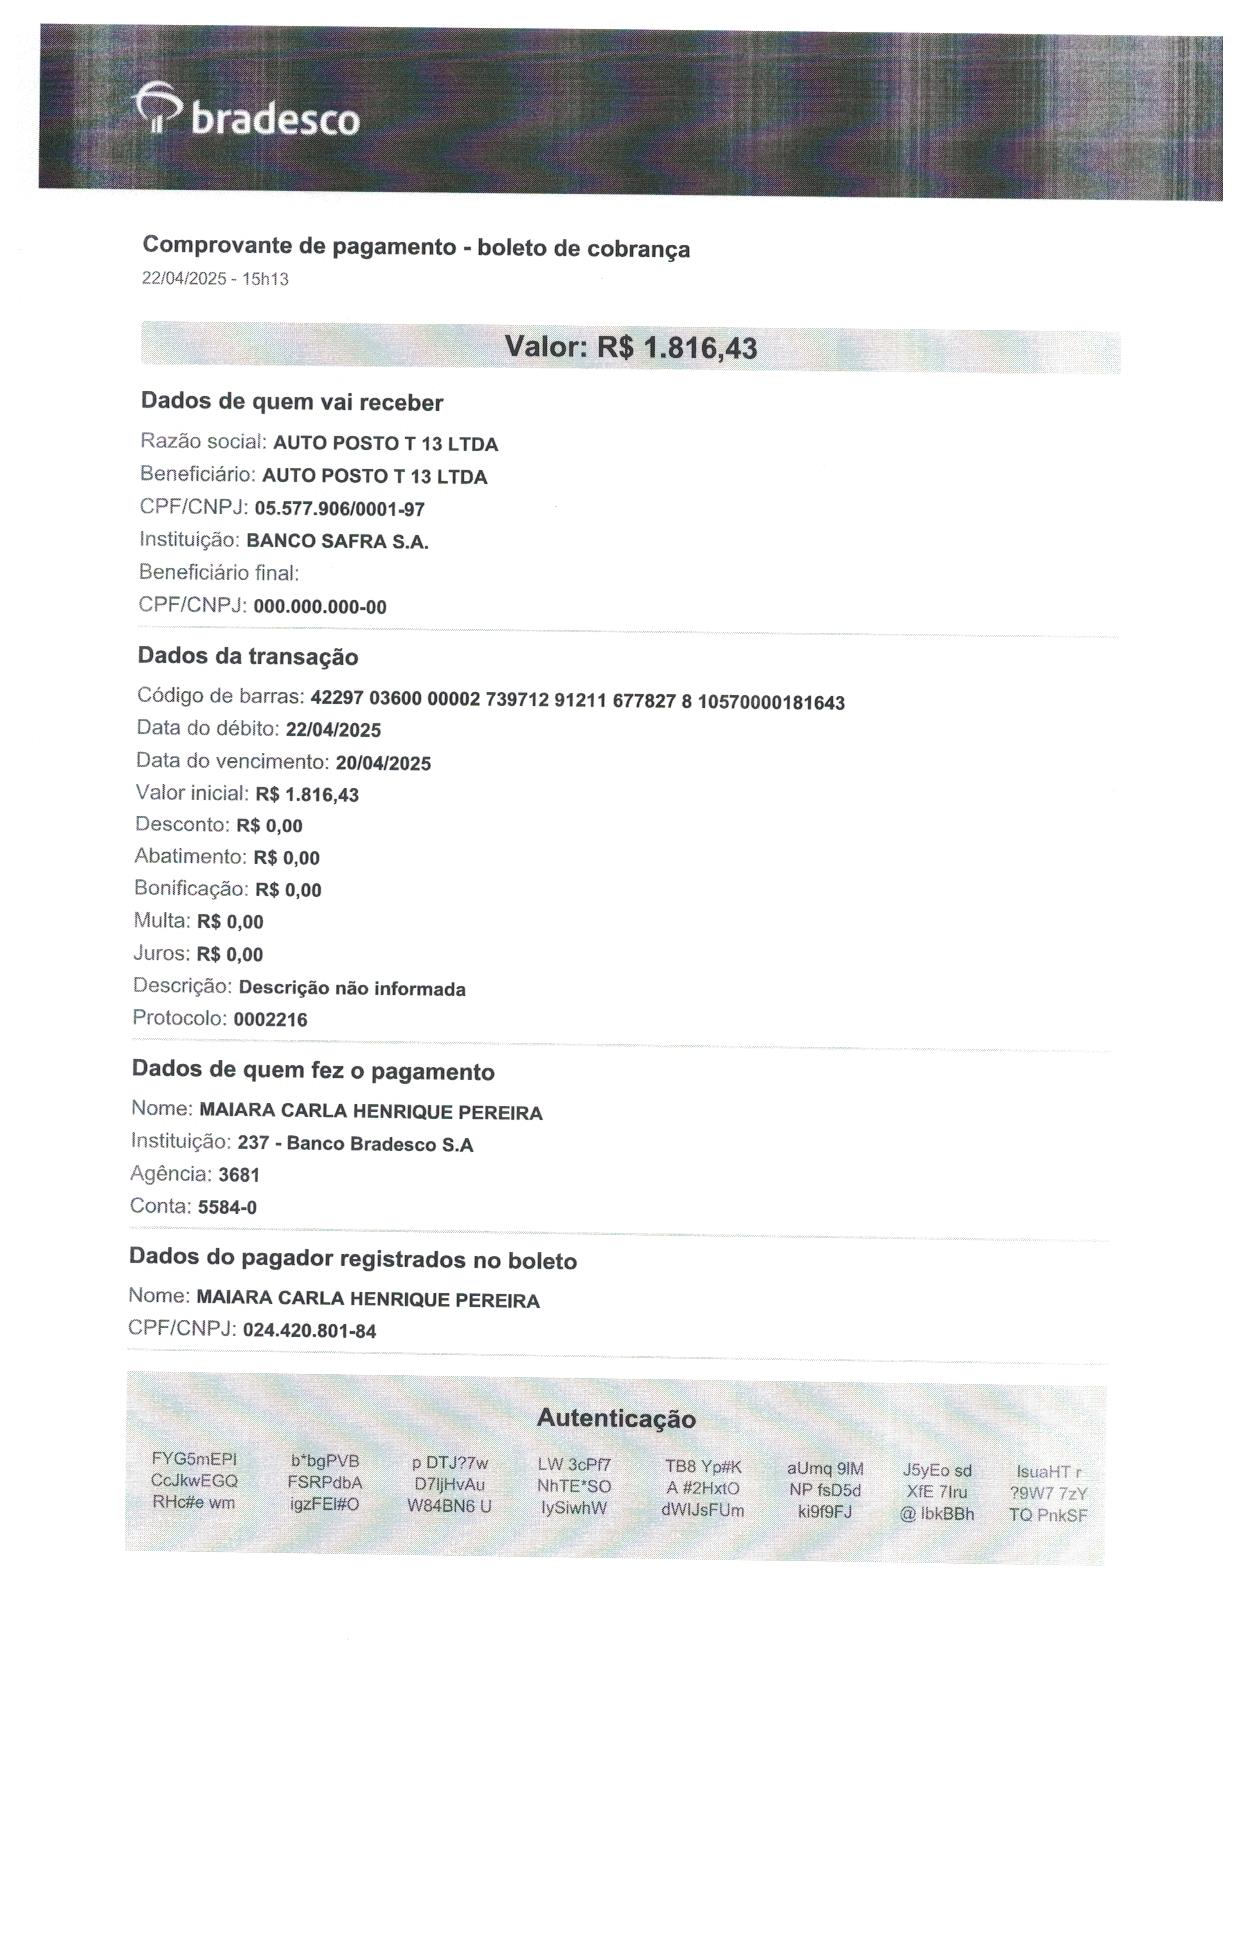 bradesco
Comprovante de pagamento - boleto de cobrança
22/04/2025 - 15h13
Valor: R$ 1.816,43
Dados de quem vai receber
Razão social: AUTO POSTO T 13 LTDA
Beneficiário: AUTO POSTO T 13 LTDA
CPF/CNPJ: 05.577.906/0001-97
Instituição: BANCO SAFRA S.A.
Beneficiário final:
CPF/CNPJ: 000.000.000-00
Dados da transação
Código de barras: 42297 03600 00002 739712 91211 677827 8 10570000181643
Data do débito: 22/04/2025
Data do vencimento: 20/04/2025
Valor inicial: R$ 1.816,43
Desconto: R$ 0,00
Abatimento: R$ 0,00
Bonificação: R$ 0,00
Multa: R$ 0,00
Juros: R$ 0,00
Descrição: Descrição não informada
Protocolo: 0002216
Dados de quem fez o pagamento
Nome: MAIARA CARLA HENRIQUE PEREIRA
Instituição: 237 - Banco Bradesco S.A
Agência: 3681
Conta: 5584-0
Dados do pagador registrados no boleto
Nome: MAIARA CARLA HENRIQUE PEREIRA
CPF/CNPJ: 024.420.801-84
Autenticação
FYG5mEPI b*bgPVB p DTJ?7w LW 3cPf7 TB8 Yp#K aUmq 9IM J5yEo sd IsuaHT r
CcJkwEGQ FSRPdbA D7IjHvAu NhTE*SO A #2HxtO NP fsD5d XfE 7Iru ?9W7 7zY
RHc#e wm igzFEI#O W84BN6 U IySiwhW dWIJsFUm ki9f9FJ @ IbkBBh TQ PnkSF